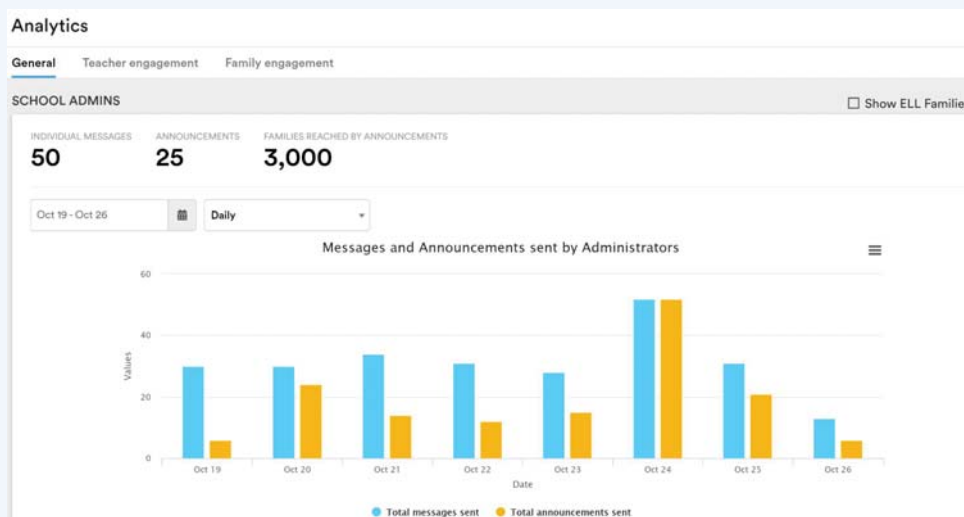 Analytics
General Teacher engagement Family engagement
SCHOOL ADMINS
Show ELL Familie
INDIVIDUAL MESSAGES ANNOUNCEMENTS FAMILIES REACHED BY ANNOUNCEMENTS
50 25 3,000
Oct 19 - Oct 26 Daily
Messages and Announcements sent by Administrators
60
40
20
0
Values
Oct 19 Oct 20 Oct 21 Oct 22 Oct 23 Oct 24 Oct 25 Oct 26
Date
Total messages sent Total announcements sent